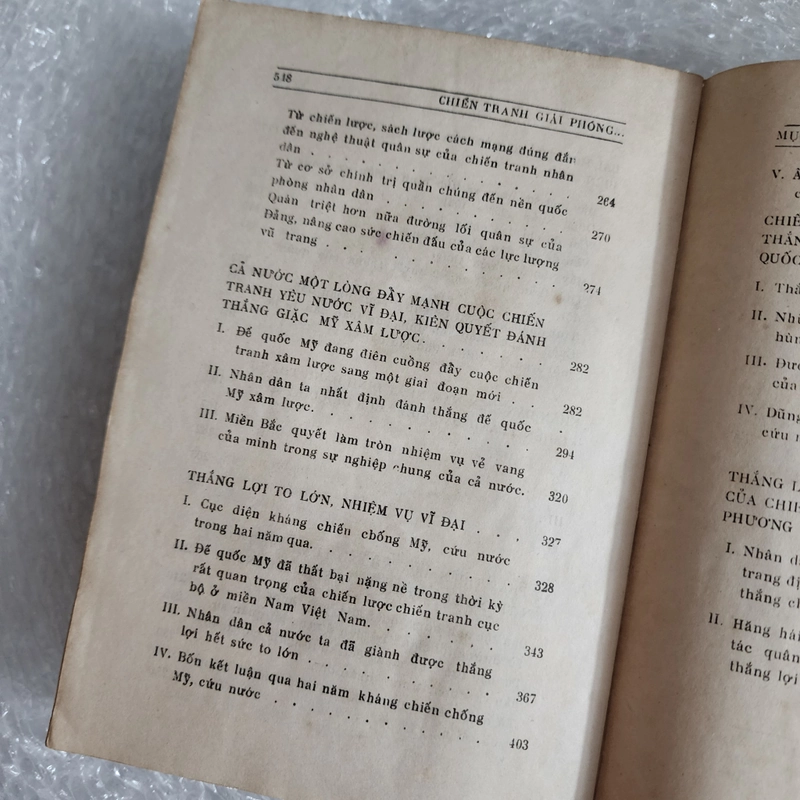 548
CHIẾN TRANH GIẢI PHÓNG...
Từ chiến lược, sách lược cách mạng đúng đắn
đến nghệ thuật quân sự của chiến tranh nhân
dân . . . . . . . . . . . . 264
Từ cơ sở chính trị quần chúng đến nền quốc
phòng nhân dân . . . . . . . . . . 270
Quán triệt hơn nữa đường lối quân sự của
Đảng, nâng cao sức chiến đấu của các lực lượng
vũ trang . . . . . . . . . . . 274
CẢ NƯỚC MỘT LÒNG ĐẨY MẠNH CUỘC CHIẾN
TRANH YÊU NƯỚC VĨ ĐẠI, KIÊN QUYẾT ĐÁNH
THẮNG GIẶC MỸ XÂM LƯỢC. . . . . . 282
I. Đế quốc Mỹ đang điên cuồng đẩy cuộc chiến
tranh xâm lược sang một giai đoạn mới . . 282
II. Nhân dân ta nhất định đánh thắng đế quốc
Mỹ xâm lược. . . . . . . . . . . 294
III. Miền Bắc quyết làm tròn nhiệm vụ vẻ vang
của mình trong sự nghiệp chung của cả nước. 320
THẮNG LỢI TO LỚN, NHIỆM VỤ VĨ ĐẠI . . . . 327
I. Cục diện kháng chiến chống Mỹ, cứu nước
trong hai năm qua. . . . . . . . . . 328
II. Đế quốc Mỹ đã thất bại nặng nề trong thời kỳ
rất quan trọng của chiến lược chiến tranh cục
bộ ở miền Nam Việt Nam. . . . . . . 343
III. Nhân dân cả nước ta đã giành được thắng
lợi hết sức to lớn . . . . . . . . . 367
IV. Bốn kết luận qua hai năm kháng chiến chống
Mỹ, cứu nước . . . . . . . . . . . 403
V.
CHIẾ
THẮN
QUỐC
I. Thắ
II. Nhữ
hùn
III. Đườ
của
IV. Dũng
cứu n
THẮNG L
CỦA CHIẾ
PHƯƠNG
I. Nhân d
trang đị
thắng c
II. Hăng hái
tác quân
thắng lợi